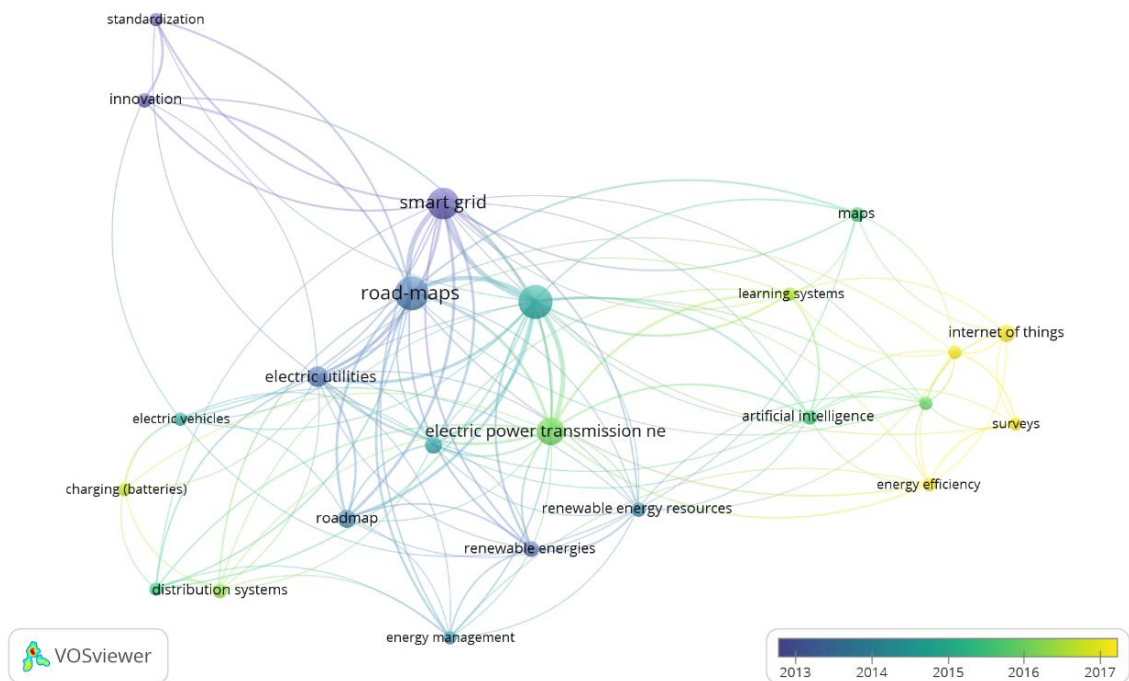 standardization
innovation
smart grid
maps
road-maps
learning systems
internet of things
electric utilities
electric vehicles
artificial intelligence
surveys
electric power transmission ne
charging (batteries)
energy efficiency
roadmap
renewable energy resources
renewable energies
distribution systems
energy management
VOSviewer
2013 2014 2015 2016 2017